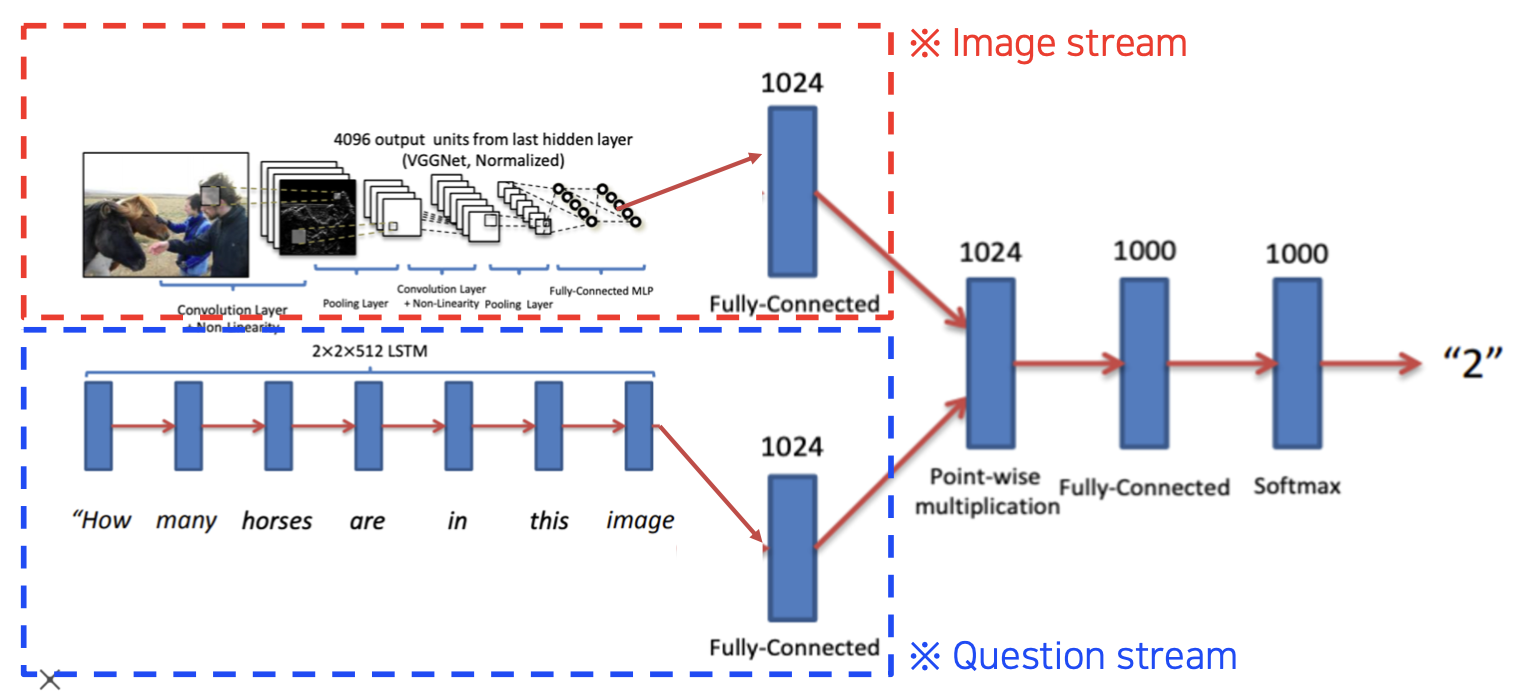 ※ Image stream
1024
4096 output units from last hidden layer
(VGGNet, Normalized)
Convolution Layer
+ Non-Linearity
Pooling Layer
Convolution Layer
+ Non-Linearity
Pooling Layer
Fully-Connected MLP
Fully-Connected
2×2×512 LSTM
“How many horses are in this image
1024
Fully-Connected
1024
Point-wise
multiplication
1000
Fully-Connected
1000
Softmax
“2”
※ Question stream